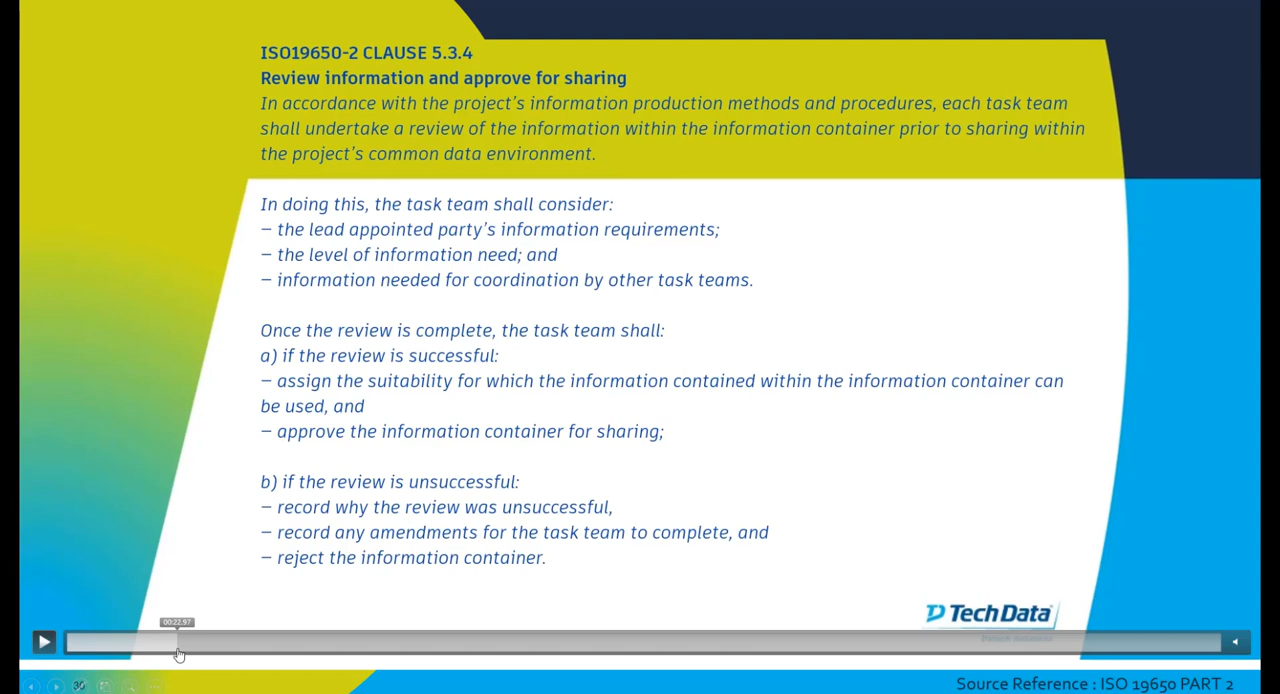 ISO19650-2 CLAUSE 5.3.4
Review information and approve for sharing
In accordance with the project's information production methods and procedures, each task team
shall undertake a review of the information within the information container prior to sharing within
the project's common data environment.
In doing this, the task team shall consider:
– the lead appointed party's information requirements;
– the level of information need; and
– information needed for coordination by other task teams.
Once the review is complete, the task team shall:
a) if the review is successful:
– assign the suitability for which the information contained within the information container can
be used, and
– approve the information container for sharing;
b) if the review is unsuccessful:
– record why the review was unsuccessful,
– record any amendments for the task team to complete, and
– reject the information container.
TechData
00:22.97
30
Source Reference : ISO 19650 PART 2